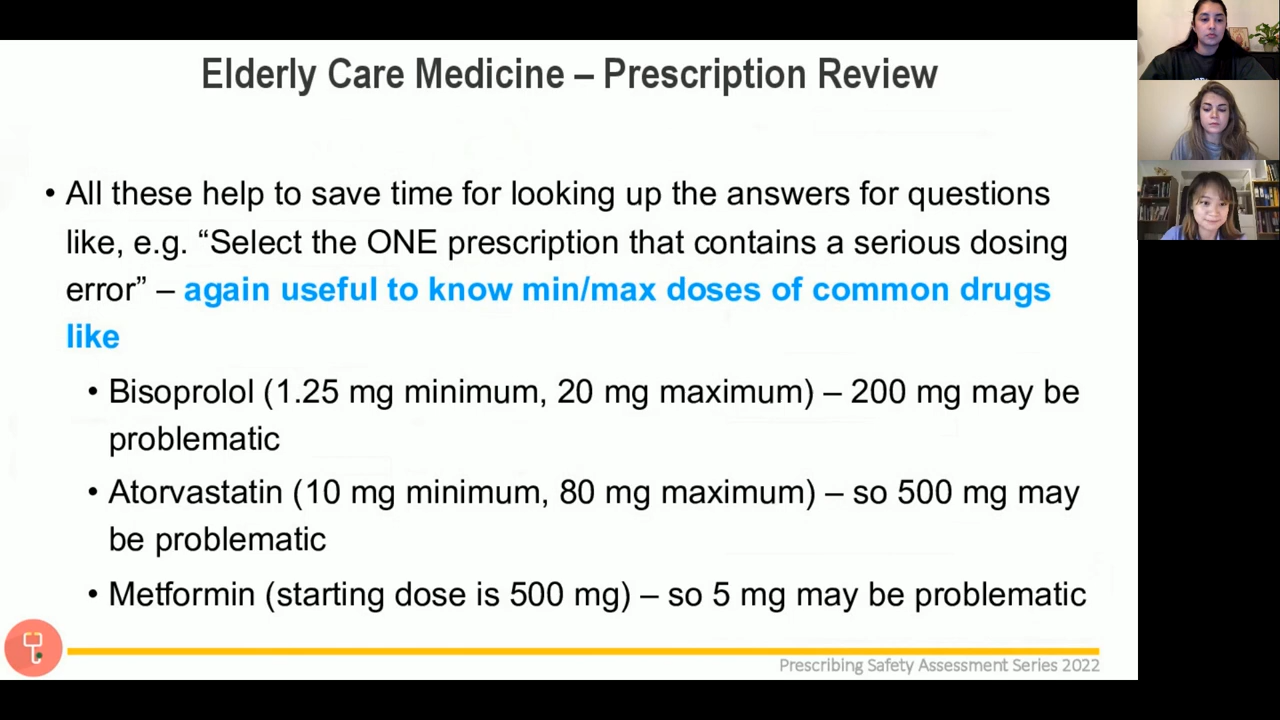 Elderly Care Medicine – Prescription Review
• All these help to save time for looking up the answers for questions
like, e.g. “Select the ONE prescription that contains a serious dosing
error” – again useful to know min/max doses of common drugs
like
• Bisoprolol (1.25 mg minimum, 20 mg maximum) – 200 mg may be
problematic
• Atorvastatin (10 mg minimum, 80 mg maximum) – so 500 mg may
be problematic
• Metformin (starting dose is 500 mg) – so 5 mg may be problematic
Prescribing Safety Assessment Series 2022